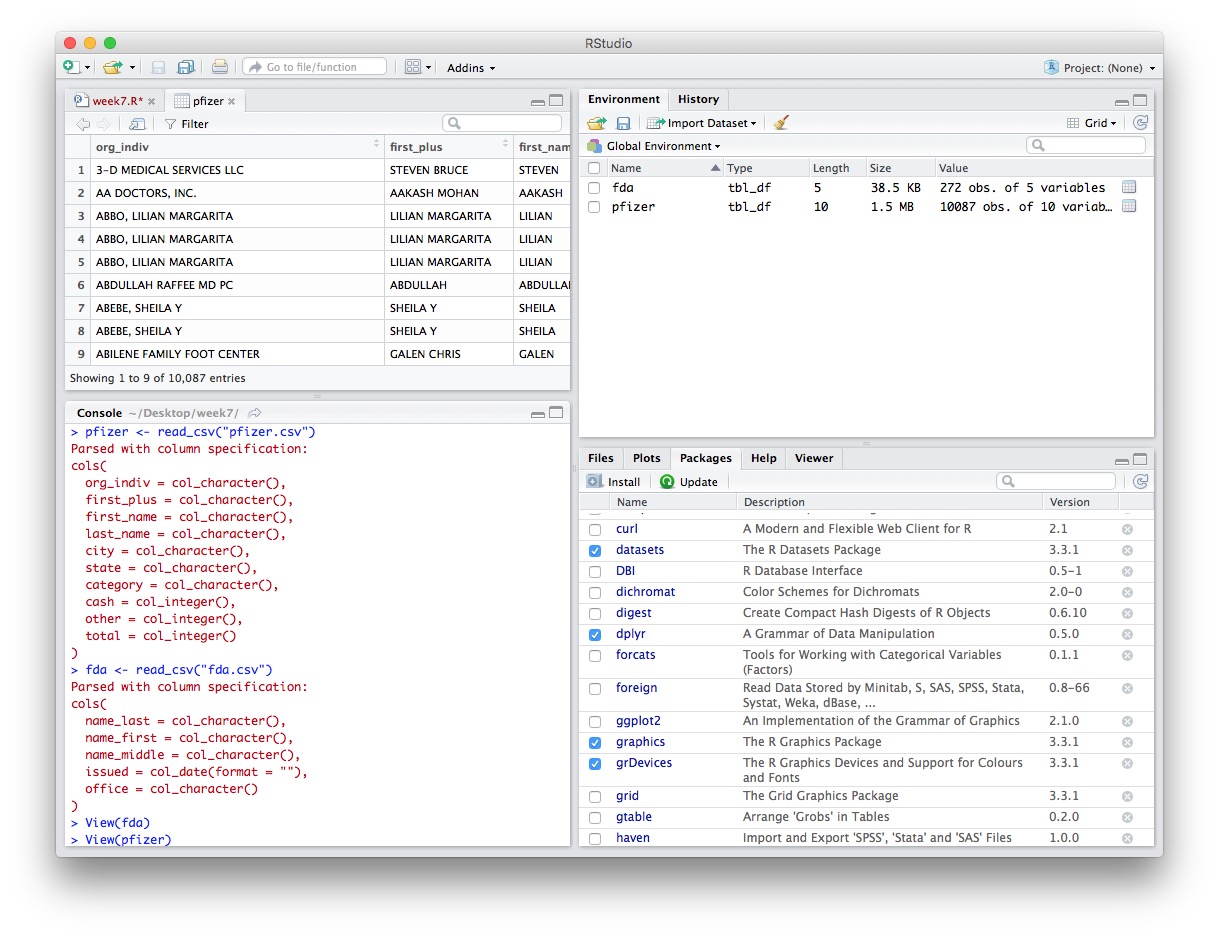 RStudio
Go to file/function
Addins
Project: (None)
week7.R*
pfizer
Filter
org_indiv first_plus first_nam
1 3-D MEDICAL SERVICES LLC STEVEN BRUCE STEVEN
2 AA DOCTORS, INC. AAKASH MOHAN AAKASH
3 ABBO, LILIAN MARGARITA LILIAN MARGARITA LILIAN
4 ABBO, LILIAN MARGARITA LILIAN MARGARITA LILIAN
5 ABBO, LILIAN MARGARITA LILIAN MARGARITA LILIAN
6 ABDULLAH RAFFEE MD PC ABDULLAH ABDULLA
7 ABEBE, SHEILA Y SHEILA Y SHEILA
8 ABEBE, SHEILA Y SHEILA Y SHEILA
9 ABILENE FAMILY FOOT CENTER GALEN CHRIS GALEN
Showing 1 to 9 of 10,087 entries
Console ~/Desktop/week7/
> pfizer <- read_csv("pfizer.csv")
Parsed with column specification:
cols(
  org_indiv = col_character(),
  first_plus = col_character(),
  first_name = col_character(),
  last_name = col_character(),
  city = col_character(),
  state = col_character(),
  category = col_character(),
  cash = col_integer(),
  other = col_integer(),
  total = col_integer()
)
> fda <- read_csv("fda.csv")
Parsed with column specification:
cols(
  name_last = col_character(),
  name_first = col_character(),
  name_middle = col_character(),
  issued = col_date(format = ""),
  office = col_character()
)
> View(fda)
> View(pfizer)
Environment History
Import Dataset
Grid
Global Environment
Name Type Length Size Value
fda tbl_df 5 38.5 KB 272 obs. of 5 variables
pfizer tbl_df 10 1.5 MB 10087 obs. of 10 variab…
Files Plots Packages Help Viewer
Install Update
Name Description Version
curl A Modern and Flexible Web Client for R 2.1
datasets The R Datasets Package 3.3.1
DBI R Database Interface 0.5-1
dichromat Color Schemes for Dichromats 2.0-0
digest Create Compact Hash Digests of R Objects 0.6.10
dplyr A Grammar of Data Manipulation 0.5.0
forcats Tools for Working with Categorical Variables 0.1.1
(Factors)
foreign Read Data Stored by Minitab, S, SAS, SPSS, Stata, 0.8-66
Systat, Weka, dBase, ...
ggplot2 An Implementation of the Grammar of Graphics 2.1.0
graphics The R Graphics Package 3.3.1
grDevices The R Graphics Devices and Support for Colours 3.3.1
and Fonts
grid The Grid Graphics Package 3.3.1
gtable Arrange 'Grobs' in Tables 0.2.0
haven Import and Export 'SPSS', 'Stata' and 'SAS' Files 1.0.0